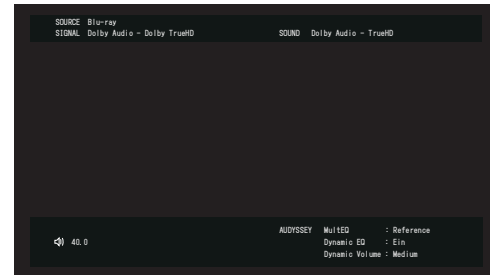 SOURCE Blu-ray
SIGNAL Dolby Audio - Dolby TrueHD SOUND Dolby Audio - TrueHD
AUDYSSEY MultEQ : Reference
40.0 Dynamic EQ : Ein
Dynamic Volume : Medium